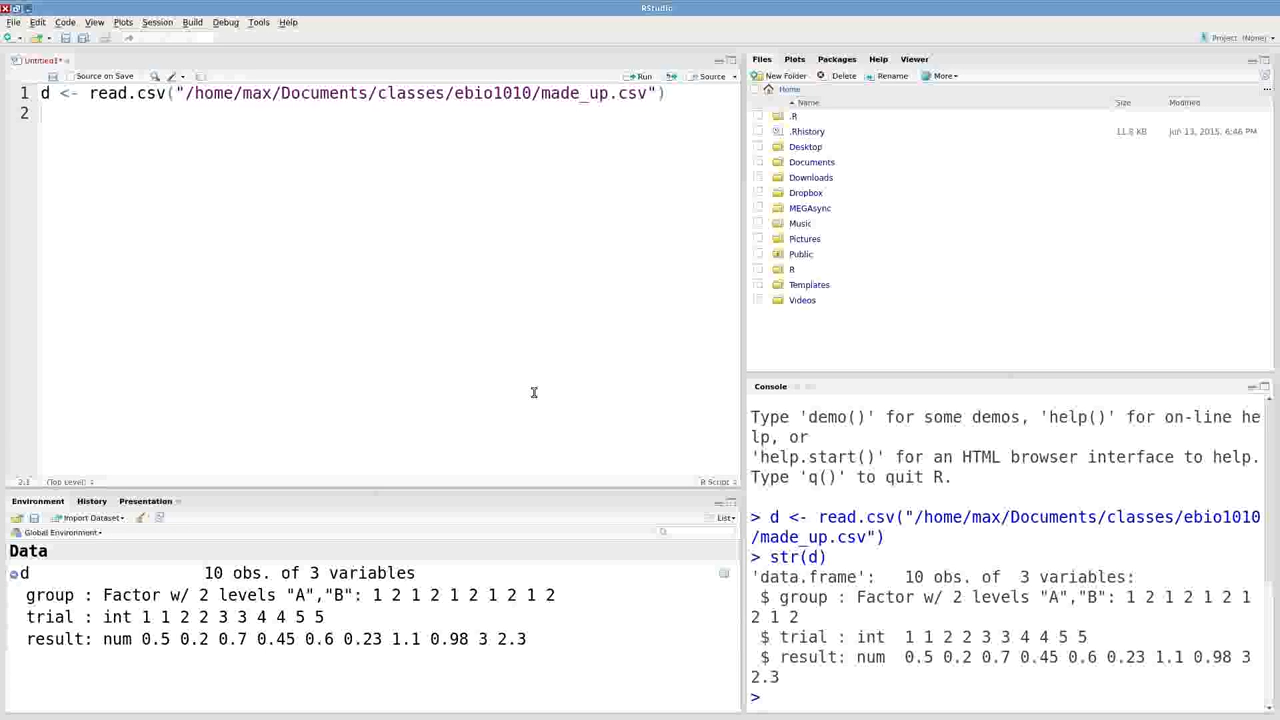 RStudio
File Edit Code View Plots Session Build Debug Tools Help
Project: (None)
Untitled1*
Source on Save
Run
Source
1 d <- read.csv("/home/max/Documents/classes/ebio1010/made_up.csv")
2
2:1 (Top Level)
R Script
Environment History Presentation
Import Dataset
List
Global Environment
Data
d 10 obs. of 3 variables
group : Factor w/ 2 levels "A","B": 1 2 1 2 1 2 1 2 1 2
trial : int 1 1 2 2 3 3 4 4 5 5
result: num 0.5 0.2 0.7 0.45 0.6 0.23 1.1 0.98 3 2.3
Files Plots Packages Help Viewer
New Folder Delete Rename More
Home
Name Size Modified
.R
.Rhistory 11.8 KB Jun 13, 2015, 6:46 PM
Desktop
Documents
Downloads
Dropbox
MEGAsync
Music
Pictures
Public
R
Templates
Videos
Console
Type 'demo()' for some demos, 'help()' for on-line he
lp, or
'help.start()' for an HTML browser interface to help.
Type 'q()' to quit R.
> d <- read.csv("/home/max/Documents/classes/ebio1010
/made_up.csv")
> str(d)
'data.frame': 10 obs. of 3 variables:
$ group : Factor w/ 2 levels "A","B": 1 2 1 2 1 2 1
2 1 2
$ trial : int 1 1 2 2 3 3 4 4 5 5
$ result: num 0.5 0.2 0.7 0.45 0.6 0.23 1.1 0.98 3
2.3
>